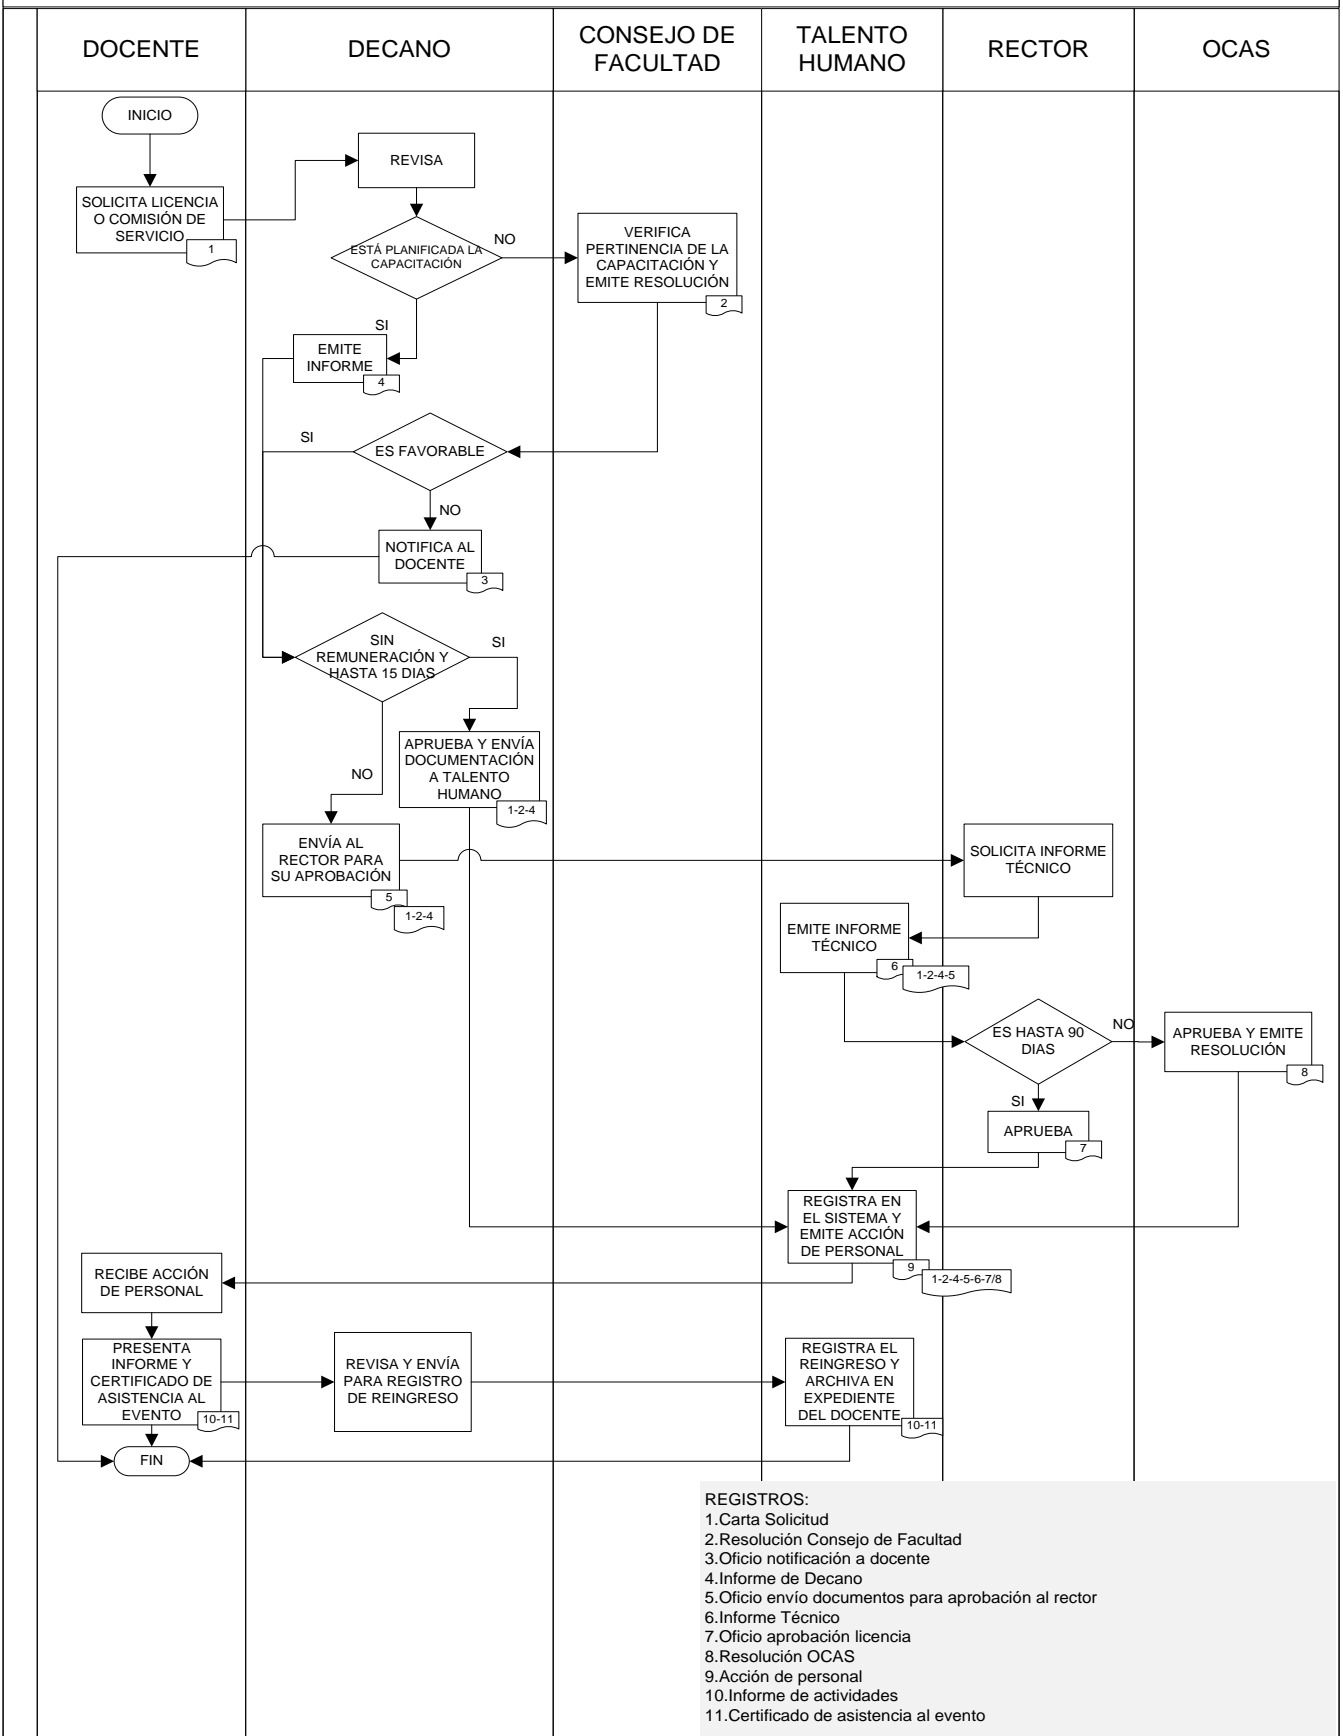 DOCENTE
DECANO
CONSEJO DE
FACULTAD
TALENTO
HUMANO
RECTOR
OCAS
INICIO
REVISA
SOLICITA LICENCIA
O COMISIÓN DE
SERVICIO
1
ESTÁ PLANIFICADA LA
CAPACITACIÓN
NO
VERIFICA
PERTINENCIA DE LA
CAPACITACIÓN Y
EMITE RESOLUCIÓN
2
SI
EMITE
INFORME
4
SI
ES FAVORABLE
NO
NOTIFICA AL
DOCENTE
3
SIN
REMUNERACIÓN Y
HASTA 15 DIAS
SI
APRUEBA Y ENVÍA
DOCUMENTACIÓN
A TALENTO
HUMANO
1-2-4
NO
ENVÍA AL
RECTOR PARA
SU APROBACIÓN
5
1-2-4
SOLICITA INFORME
TÉCNICO
EMITE INFORME
TÉCNICO
6
1-2-4-5
ES HASTA 90
DIAS
NO
APRUEBA Y EMITE
RESOLUCIÓN
8
SI
APRUEBA
7
REGISTRA EN
EL SISTEMA Y
EMITE ACCIÓN
DE PERSONAL
9
1-2-4-5-6-7/8
RECIBE ACCIÓN
DE PERSONAL
PRESENTA
INFORME Y
CERTIFICADO DE
ASISTENCIA AL
EVENTO
10-11
REVISA Y ENVÍA
PARA REGISTRO
DE REINGRESO
REGISTRA EL
REINGRESO Y
ARCHIVA EN
EXPEDIENTE
DEL DOCENTE
10-11
FIN
REGISTROS:
1.Carta Solicitud
2.Resolución Consejo de Facultad
3.Oficio notificación a docente
4.Informe de Decano
5.Oficio envío documentos para aprobación al rector
6.Informe Técnico
7.Oficio aprobación licencia
8.Resolución OCAS
9.Acción de personal
10.Informe de actividades
11.Certificado de asistencia al evento